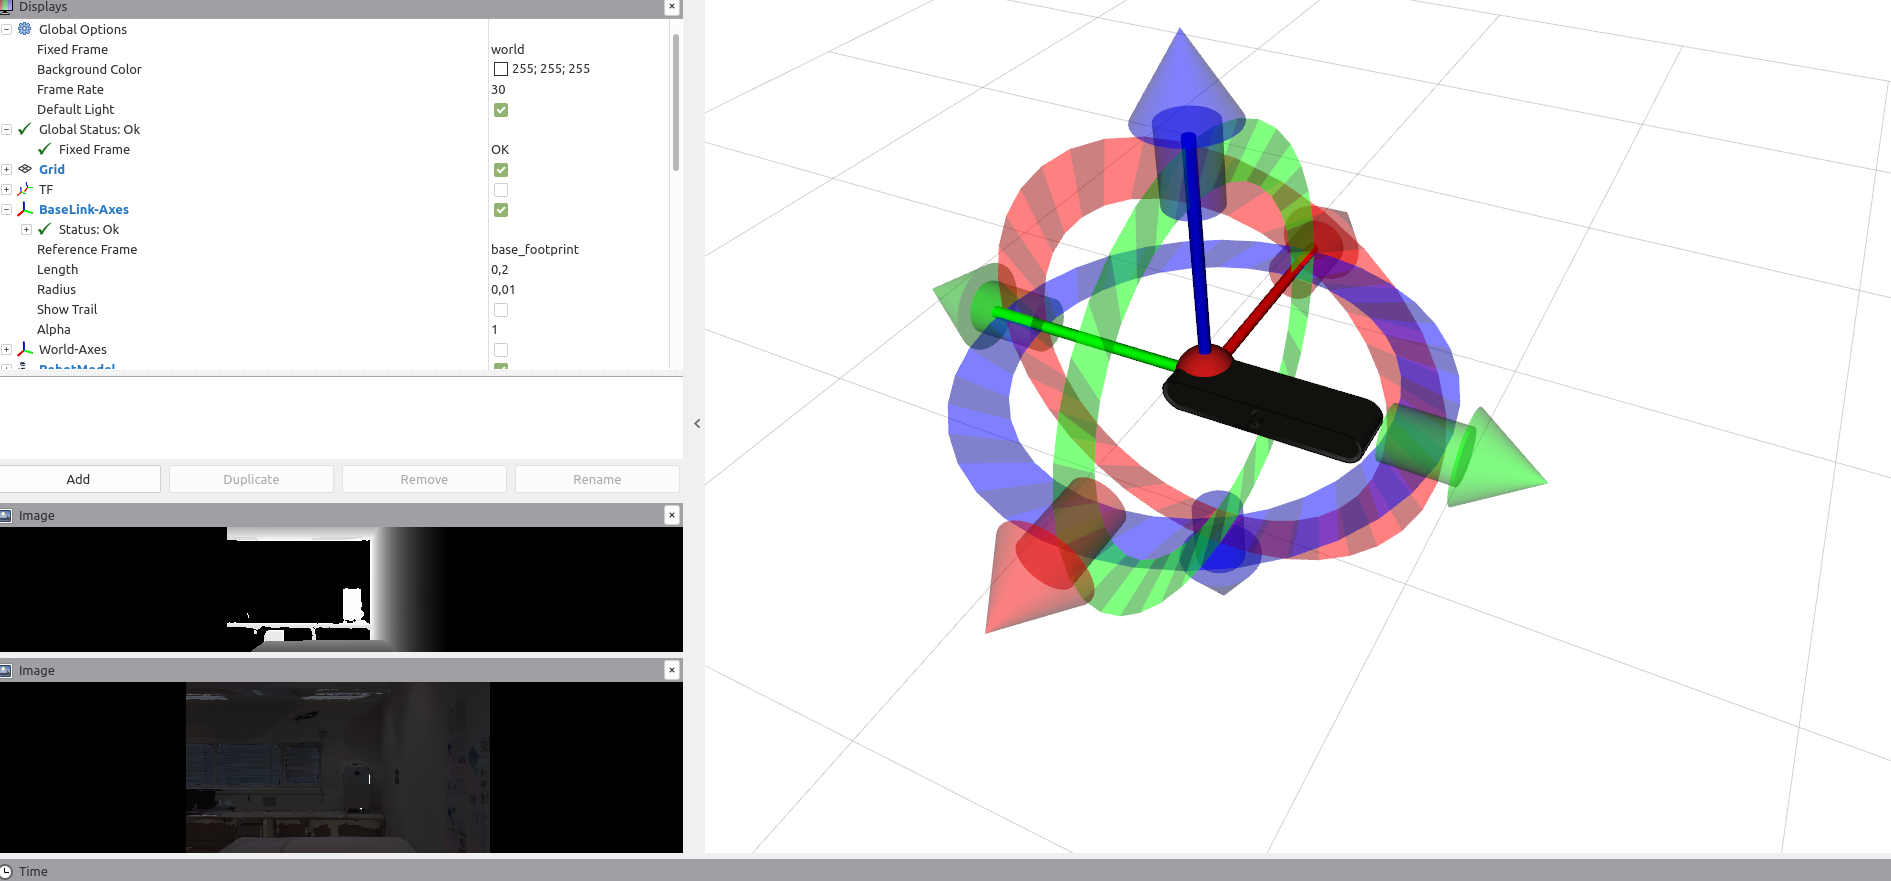 Displays
Global Options
Fixed Frame world
Background Color 255; 255; 255
Frame Rate 30
Default Light
Global Status: Ok
Fixed Frame OK
Grid
TF
BaseLink-Axes
Status: Ok
Reference Frame base_footprint
Length 0,2
Radius 0,01
Show Trail
Alpha 1
World-Axes
RobotModel
Add Duplicate Remove Rename
Image
Image
Time